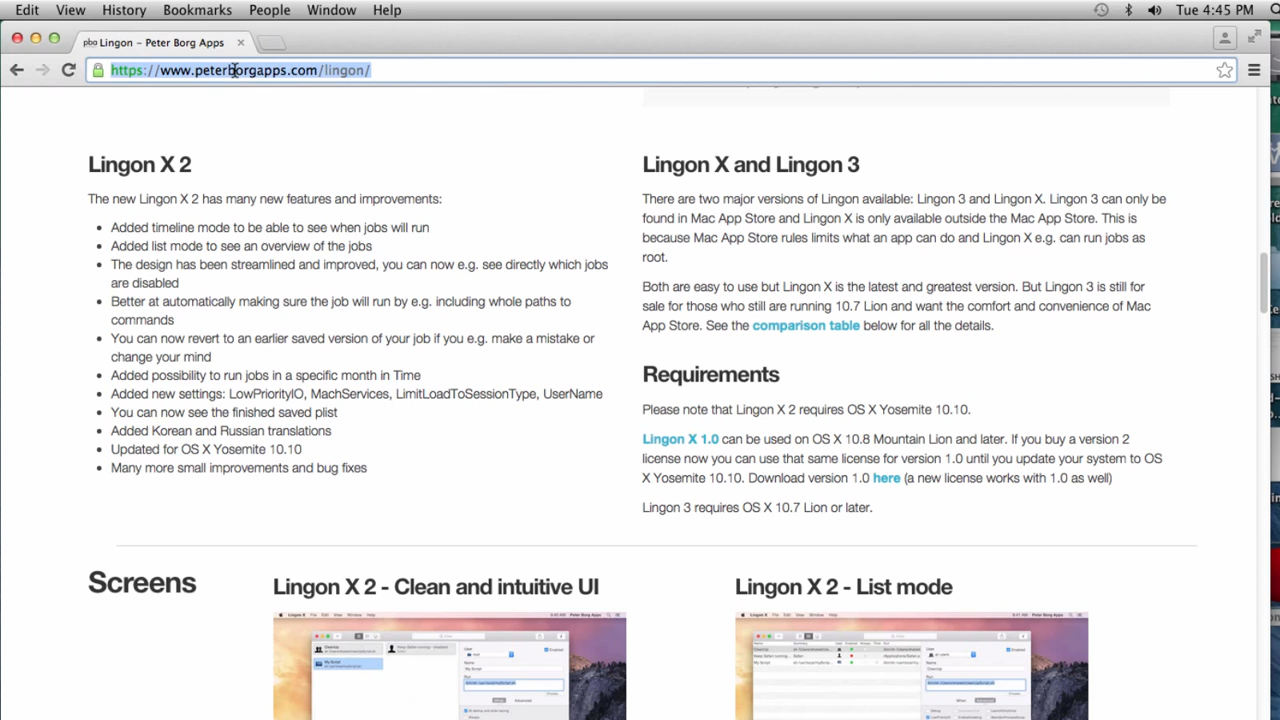 Edit View History Bookmarks People Window Help Tue 4:45 PM
pba Lingon – Peter Borg Apps
https://www.peterborgapps.com/lingon/
Lingon X 2
The new Lingon X 2 has many new features and improvements:
Added timeline mode to be able to see when jobs will run
Added list mode to see an overview of the jobs
The design has been streamlined and improved, you can now e.g. see directly which jobs
are disabled
Better at automatically making sure the job will run by e.g. including whole paths to
commands
You can now revert to an earlier saved version of your job if you e.g. make a mistake or
change your mind
Added possibility to run jobs in a specific month in Time
Added new settings: LowPriorityIO, MachServices, LimitLoadToSessionType, UserName
You can now see the finished saved plist
Added Korean and Russian translations
Updated for OS X Yosemite 10.10
Many more small improvements and bug fixes
Lingon X and Lingon 3
There are two major versions of Lingon available: Lingon 3 and Lingon X. Lingon 3 can only be
found in Mac App Store and Lingon X is only available outside the Mac App Store. This is
because Mac App Store rules limits what an app can do and Lingon X e.g. can run jobs as
root.
Both are easy to use but Lingon X is the latest and greatest version. But Lingon 3 is still for
sale for those who still are running 10.7 Lion and want the comfort and convenience of Mac
App Store. See the comparison table below for all the details.
Requirements
Please note that Lingon X 2 requires OS X Yosemite 10.10.
Lingon X 1.0 can be used on OS X 10.8 Mountain Lion and later. If you buy a version 2
license now you can use that same license for version 1.0 until you update your system to OS
X Yosemite 10.10. Download version 1.0 here (a new license works with 1.0 as well)
Lingon 3 requires OS X 10.7 Lion or later.
Screens
Lingon X 2 - Clean and intuitive UI
Lingon X 2 - List mode